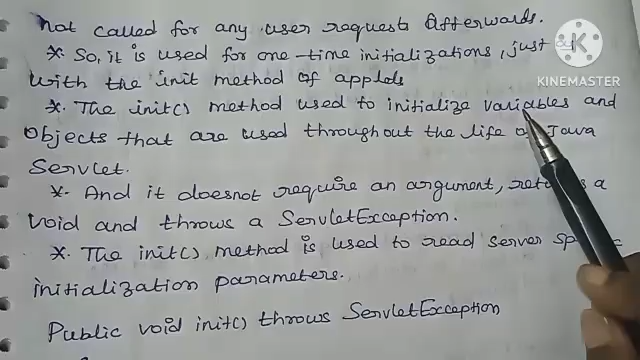 not called for any user requests afterwards.
* So, it is used for one-time initializations, just
with the init method of applets
*. The init() method used to initialize variables and
objects that are used throughout the life of Java
Servlet.
*. And it doesnot require an argument, a
void and throws a ServletException.
*. The init() method is used to read server
initialization parameters.
Public void init() throws ServletException
KINEMASTER